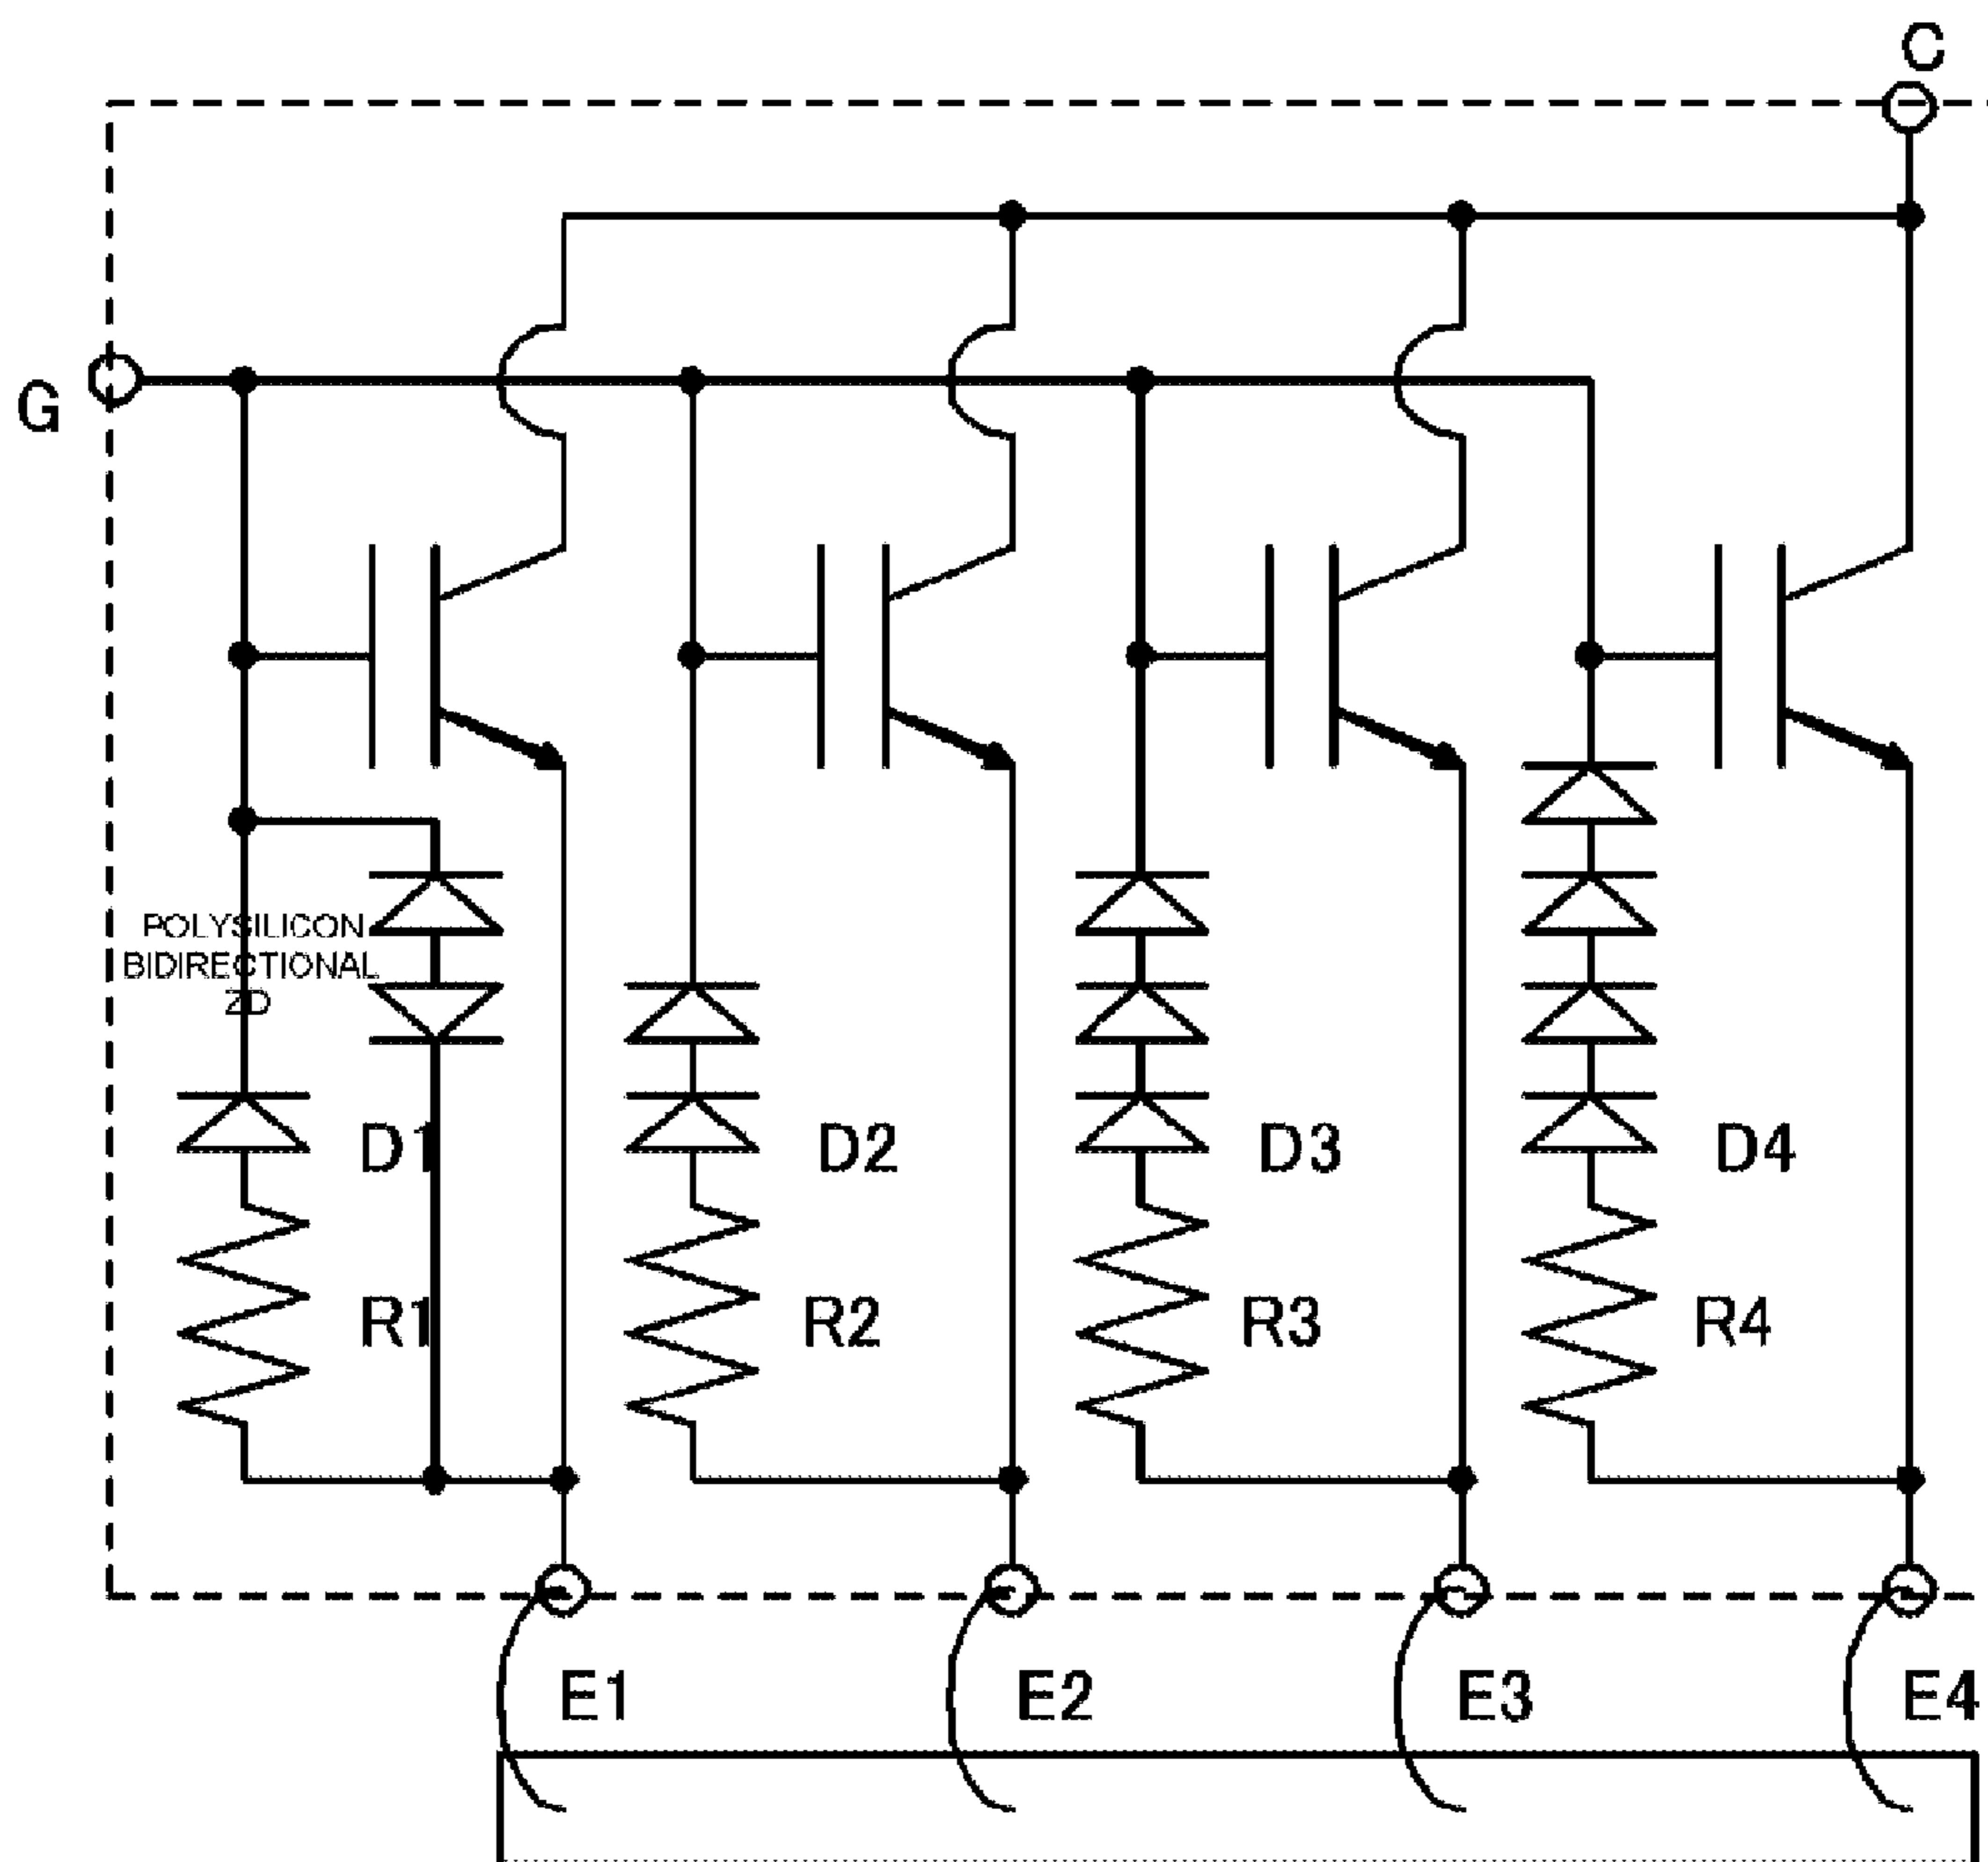 C
G
POLYSILICON
BIDIRECTIONAL
ZD
D1
D2
D3
D4
R1
R2
R3
R4
E1
E2
E3
E4